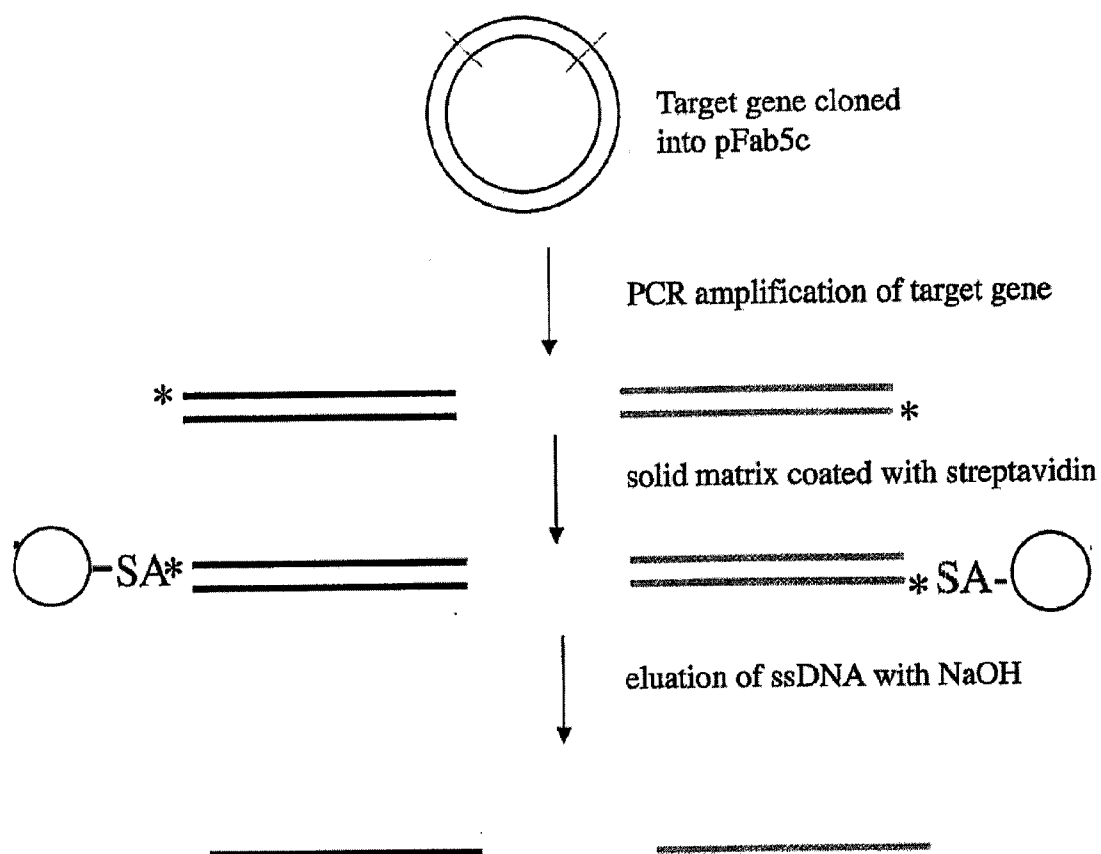 Target gene cloned
into pFab5c
PCR amplification of target gene
* *
solid matrix coated with streptavidin
-SA* * SA-
eluation of ssDNA with NaOH